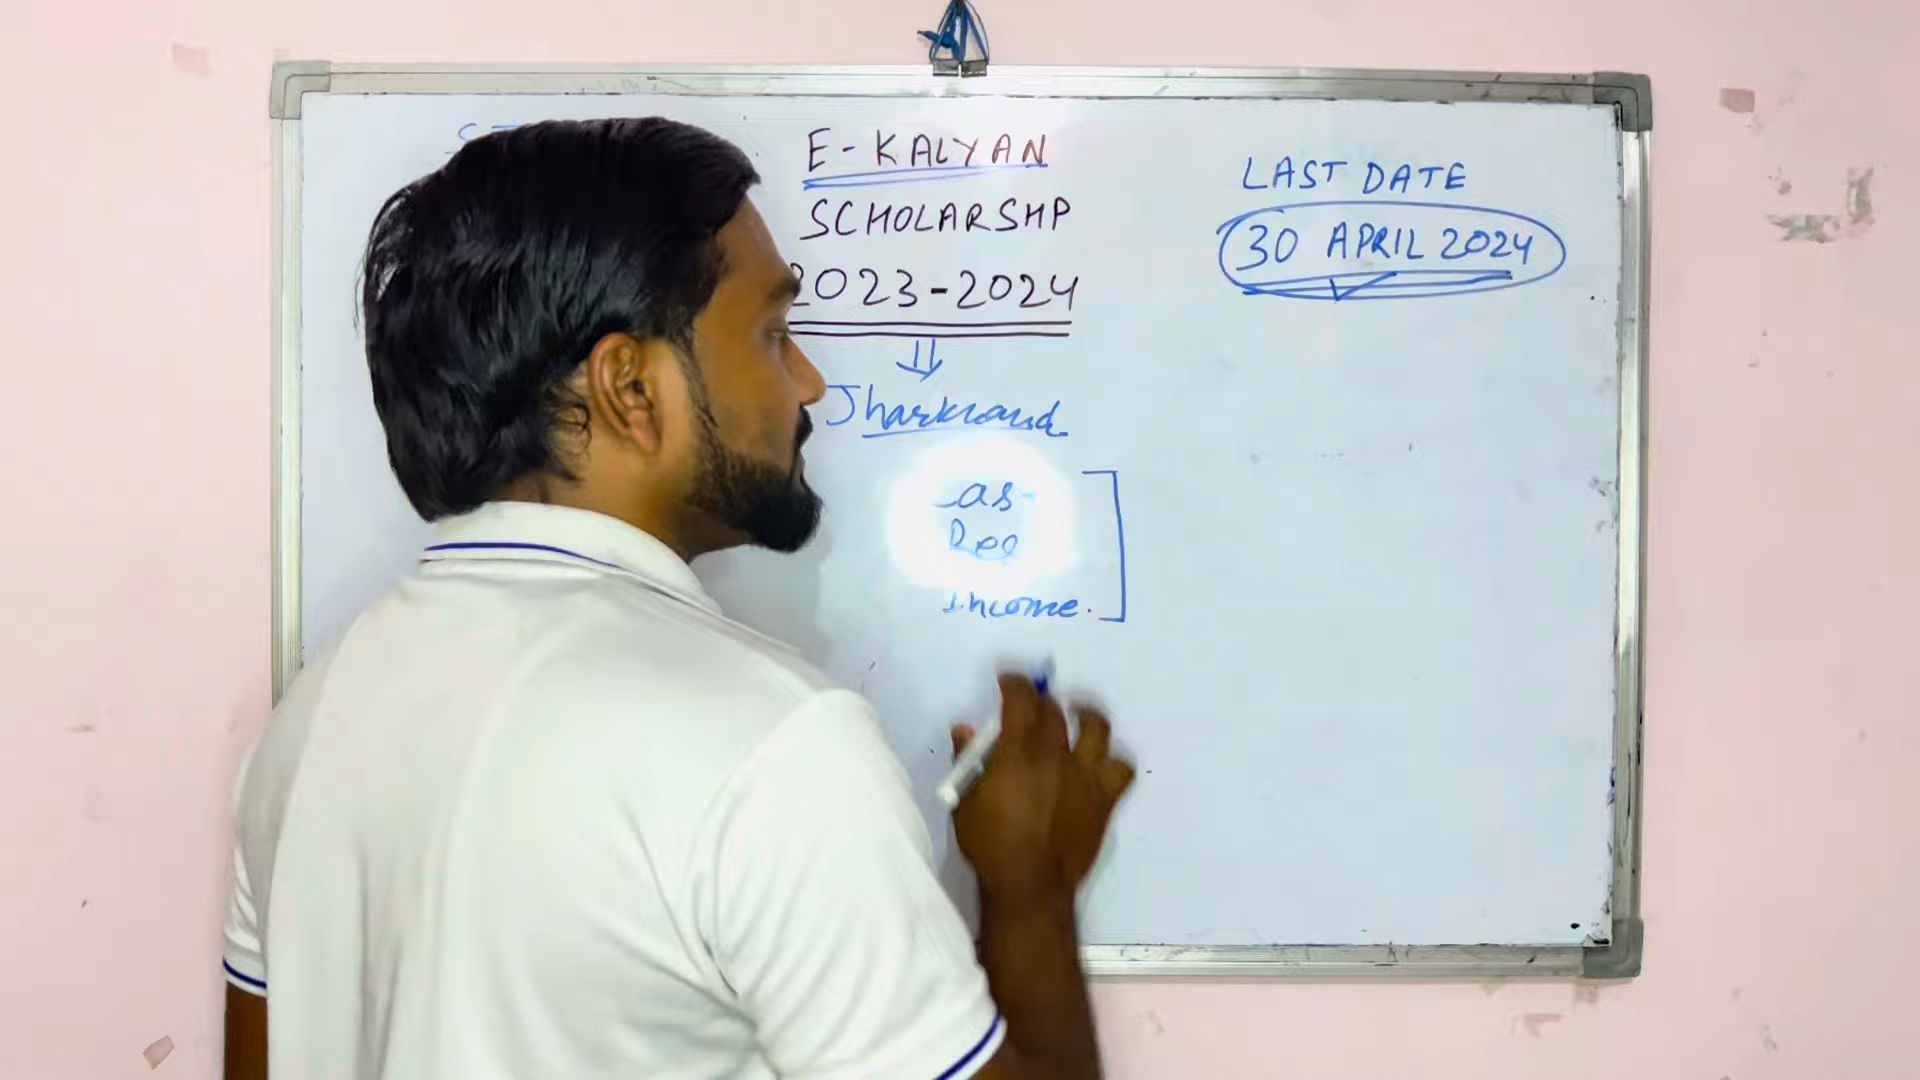 E-KALYAN
SCHOLARSHP
2023-2024
Jharkhand
Income.
LAST DATE
30 APRIL 2024